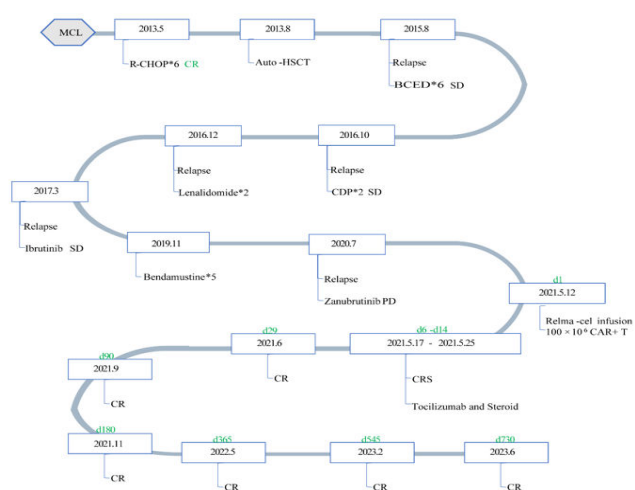 MCL
2013.5
R-CHOP*6 CR
2013.8
Auto -HSCT
2015.8
Relapse
BCED*6 SD
2016.10
Relapse
CDP*2 SD
2016.12
Relapse
Lenalidomide*2
2017.3
Relapse
Ibrutinib SD
2019.11
Bendamustine*5
2020.7
Relapse
Zanubrutinib PD
d1
2021.5.12
Relma -cel infusion
100 ×10⁶ CAR+ T
d6 -d14
2021.5.17 - 2021.5.25
CRS
Tocilizumab and Steroid
d29
2021.6
CR
d90
2021.9
CR
d180
2021.11
CR
d365
2022.5
CR
d545
2023.2
CR
d730
2023.6
CR